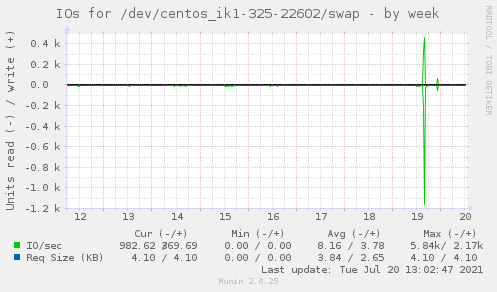 IOs for /dev/centos_ik1-325-22602/swap - by week
RRDTOOL / TOBI OETIKER
Units read (-) / write (+)
0.4 k
0.2 k
0.0
-0.2 k
-0.4 k
-0.6 k
-0.8 k
-1.0 k
-1.2 k
12 13 14 15 16 17 18 19 20
Cur (-/+) Min (-/+) Avg (-/+) Max (-/+)
IO/sec 982.62 / 369.69 0.00 / 0.00 8.16 / 3.78 5.84k/ 2.17k
Req Size (KB) 4.10 / 4.10 0.00 / 0.00 3.84 / 2.65 4.10 / 4.10
Last update: Tue Jul 20 13:02:47 2021
Munin 2.0.25